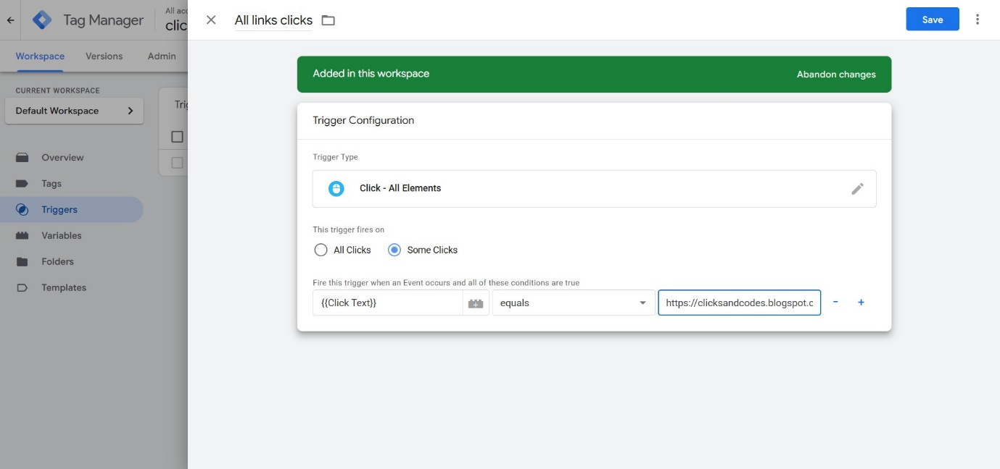 Tag Manager
All acc
clic
All links clicks
Save
Workspace
Versions
Admin
Added in this workspace
Abandon changes
CURRENT WORKSPACE
Default Workspace
Trig
Trigger Configuration
Overview
Tags
Triggers
Variables
Folders
Templates
Trigger Type
Click - All Elements
This trigger fires on
All Clicks
Some Clicks
Fire this trigger when an Event occurs and all of these conditions are true
{{Click Text}}
equals
https://clicksandcodes.blogspot.c
-
+